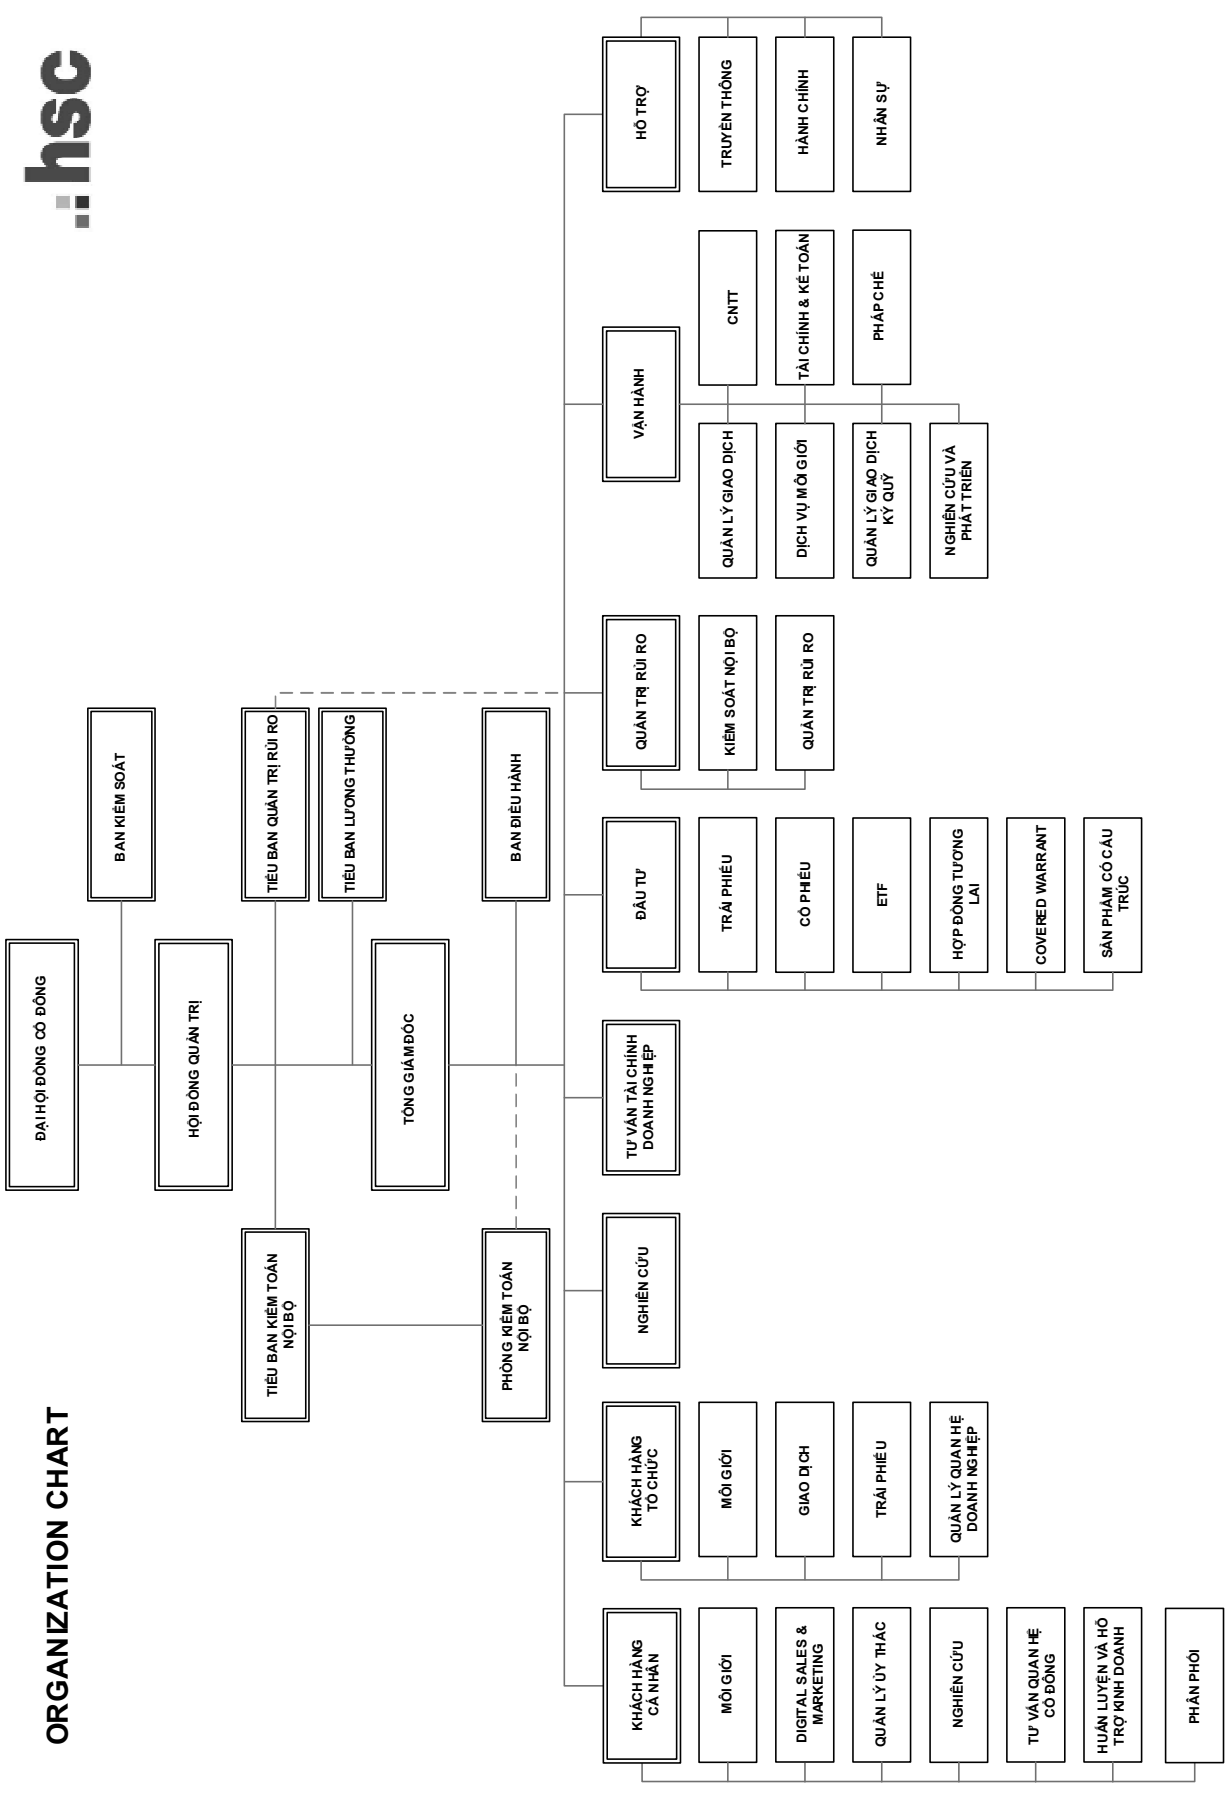 ORGANIZATION CHART
hsc
ĐẠI HỘI ĐỒNG CỔ ĐÔNG
BAN KIỂM SOÁT
HỘI ĐỒNG QUẢN TRỊ
TIỂU BAN KIỂM TOÁN
NỘI BỘ
TIỂU BAN QUẢN TRỊ RỦI RO
TIỂU BAN LƯƠNG THƯỞNG
TỔNG GIÁM ĐỐC
PHÒNG KIỂM TOÁN
NỘI BỘ
BAN ĐIỀU HÀNH
KHÁCH HÀNG
CÁ NHÂN
MÔI GIỚI
DIGITAL SALES &
MARKETING
QUẢN LÝ ỦY THÁC
NGHIÊN CỨU
TƯ VẤN QUAN HỆ
CỔ ĐÔNG
HUẤN LUYỆN VÀ HỖ
TRỢ KINH DOANH
PHÂN PHỐI
KHÁCH HÀNG
TỔ CHỨC
MÔI GIỚI
GIAO DỊCH
TRÁI PHIẾU
QUẢN LÝ QUAN HỆ
DOANH NGHIỆP
NGHIÊN CỨU
TƯ VẤN TÀI CHÍNH
DOANH NGHIỆP
ĐẦU TƯ
TRÁI PHIẾU
CỔ PHIẾU
ETF
HỢP ĐỒNG TƯƠNG
LAI
COVERED WARRANT
SẢN PHẨM CÓ CẤU
TRÚC
QUẢN TRỊ RỦI RO
KIỂM SOÁT NỘI BỘ
QUẢN TRỊ RỦI RO
VẬN HÀNH
QUẢN LÝ GIAO DỊCH
CNTT
DỊCH VỤ MÔI GIỚI
TÀI CHÍNH & KẾ TOÁN
QUẢN LÝ GIAO DỊCH
KÝ QUỸ
PHÁP CHẾ
NGHIÊN CỨU VÀ
PHÁT TRIỂN
HỖ TRỢ
TRUYỀN THÔNG
HÀNH CHÍNH
NHÂN SỰ